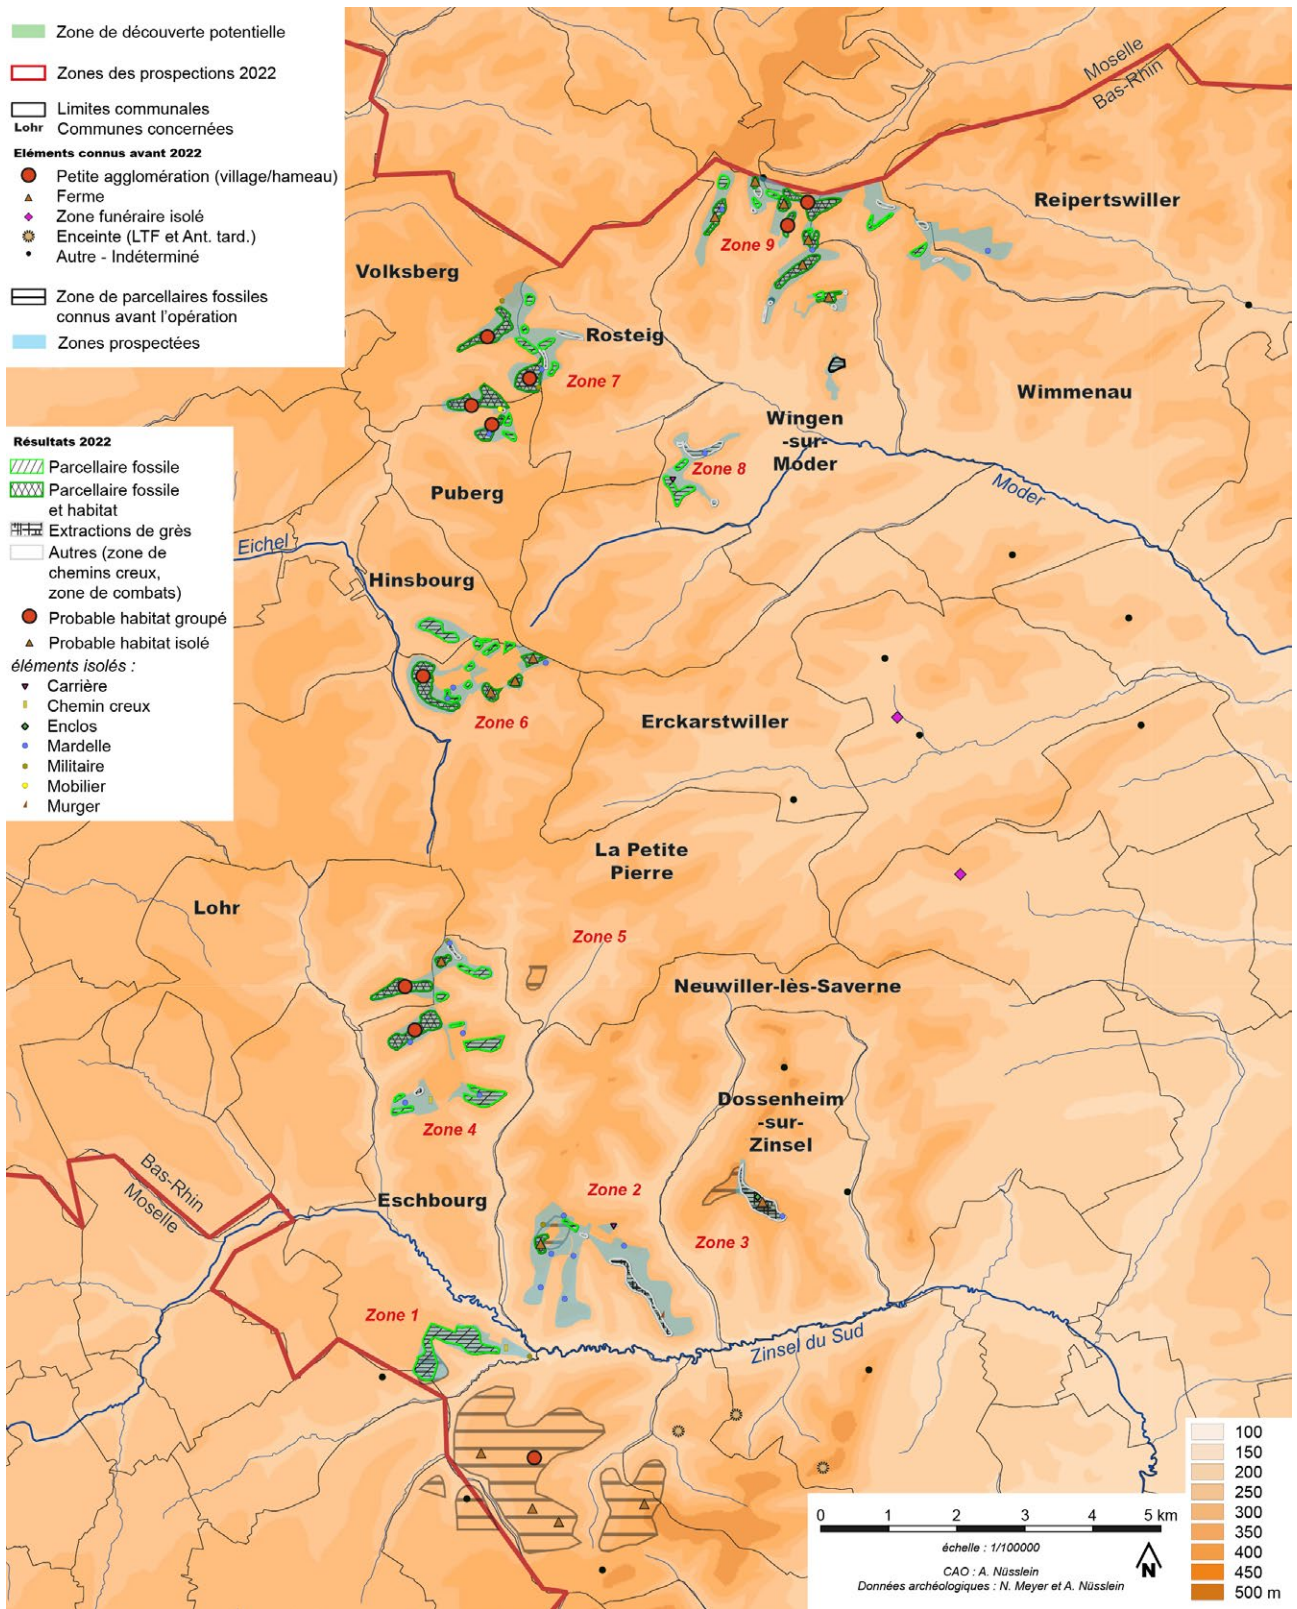 Zone de découverte potentielle
Zones des prospections 2022
Limites communales
Lohr Communes concernées
Eléments connus avant 2022
Petite agglomération (village/hameau)
Ferme
Zone funéraire isolé
Enceinte (LTF et Ant. tard.)
Autre - Indéterminé
Zone de parcellaires fossiles
connus avant l'opération
Zones prospectées
Résultats 2022
Parcellaire fossile
Parcellaire fossile
et habitat
Extractions de grès
Autres (zone de
chemins creux,
zone de combats)
Probable habitat groupé
Probable habitat isolé
éléments isolés :
Carrière
Chemin creux
Enclos
Mardelle
Militaire
Mobilier
Murger
Moselle
Bas-Rhin
Reipertswiller
Zone 9
Volksberg
Rosteig
Zone 7
Wimmenau
Wingen
-sur-
Moder
Zone 8
Puberg
Moder
Eichel
Hinsbourg
Zone 6
Erckarstwiller
La Petite
Pierre
Lohr
Zone 5
Neuwiller-lès-Saverne
Dossenheim
-sur-
Zinsel
Zone 4
Bas-Rhin
Moselle
Eschbourg
Zone 2
Zone 3
Zone 1
Zinsel du Sud
0 1 2 3 4 5 km
échelle : 1/100000
CAO : A. Nüsslein
Données archéologiques : N. Meyer et A. Nüsslein
N
100
150
200
250
300
350
400
450
500 m